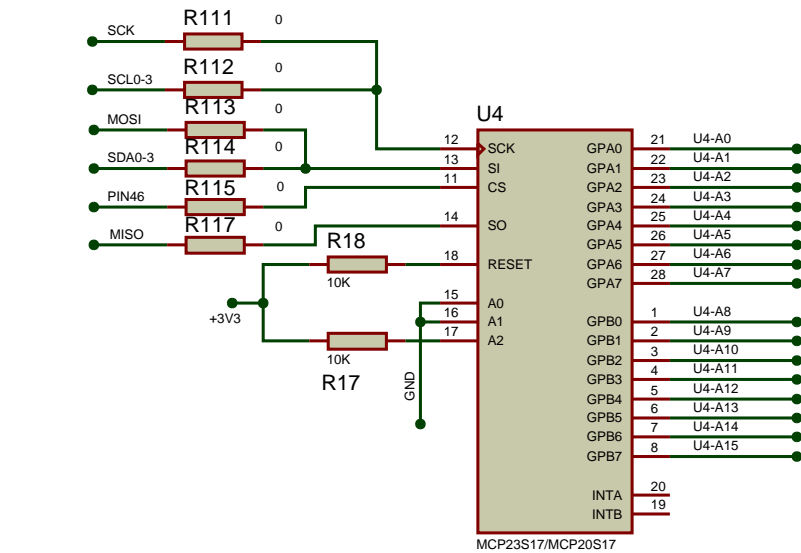 R111
0
SCK
R112
0
SCL0-3
R113
0
MOSI
R114
0
SDA0-3
R115
0
PIN46
R117
0
MISO
R18
10K
+3V3
10K
R17
GND
U4
12 SCK
13 SI
11 CS
14 SO
18 RESET
15 A0
16 A1
17 A2
GPA0 21 U4-A0
GPA1 22 U4-A1
GPA2 23 U4-A2
GPA3 24 U4-A3
GPA4 25 U4-A4
GPA5 26 U4-A5
GPA6 27 U4-A6
GPA7 28 U4-A7
GPB0 1 U4-A8
GPB1 2 U4-A9
GPB2 3 U4-A10
GPB3 4 U4-A11
GPB4 5 U4-A12
GPB5 6 U4-A13
GPB6 7 U4-A14
GPB7 8 U4-A15
INTA 20
INTB 19
MCP23S17/MCP20S17